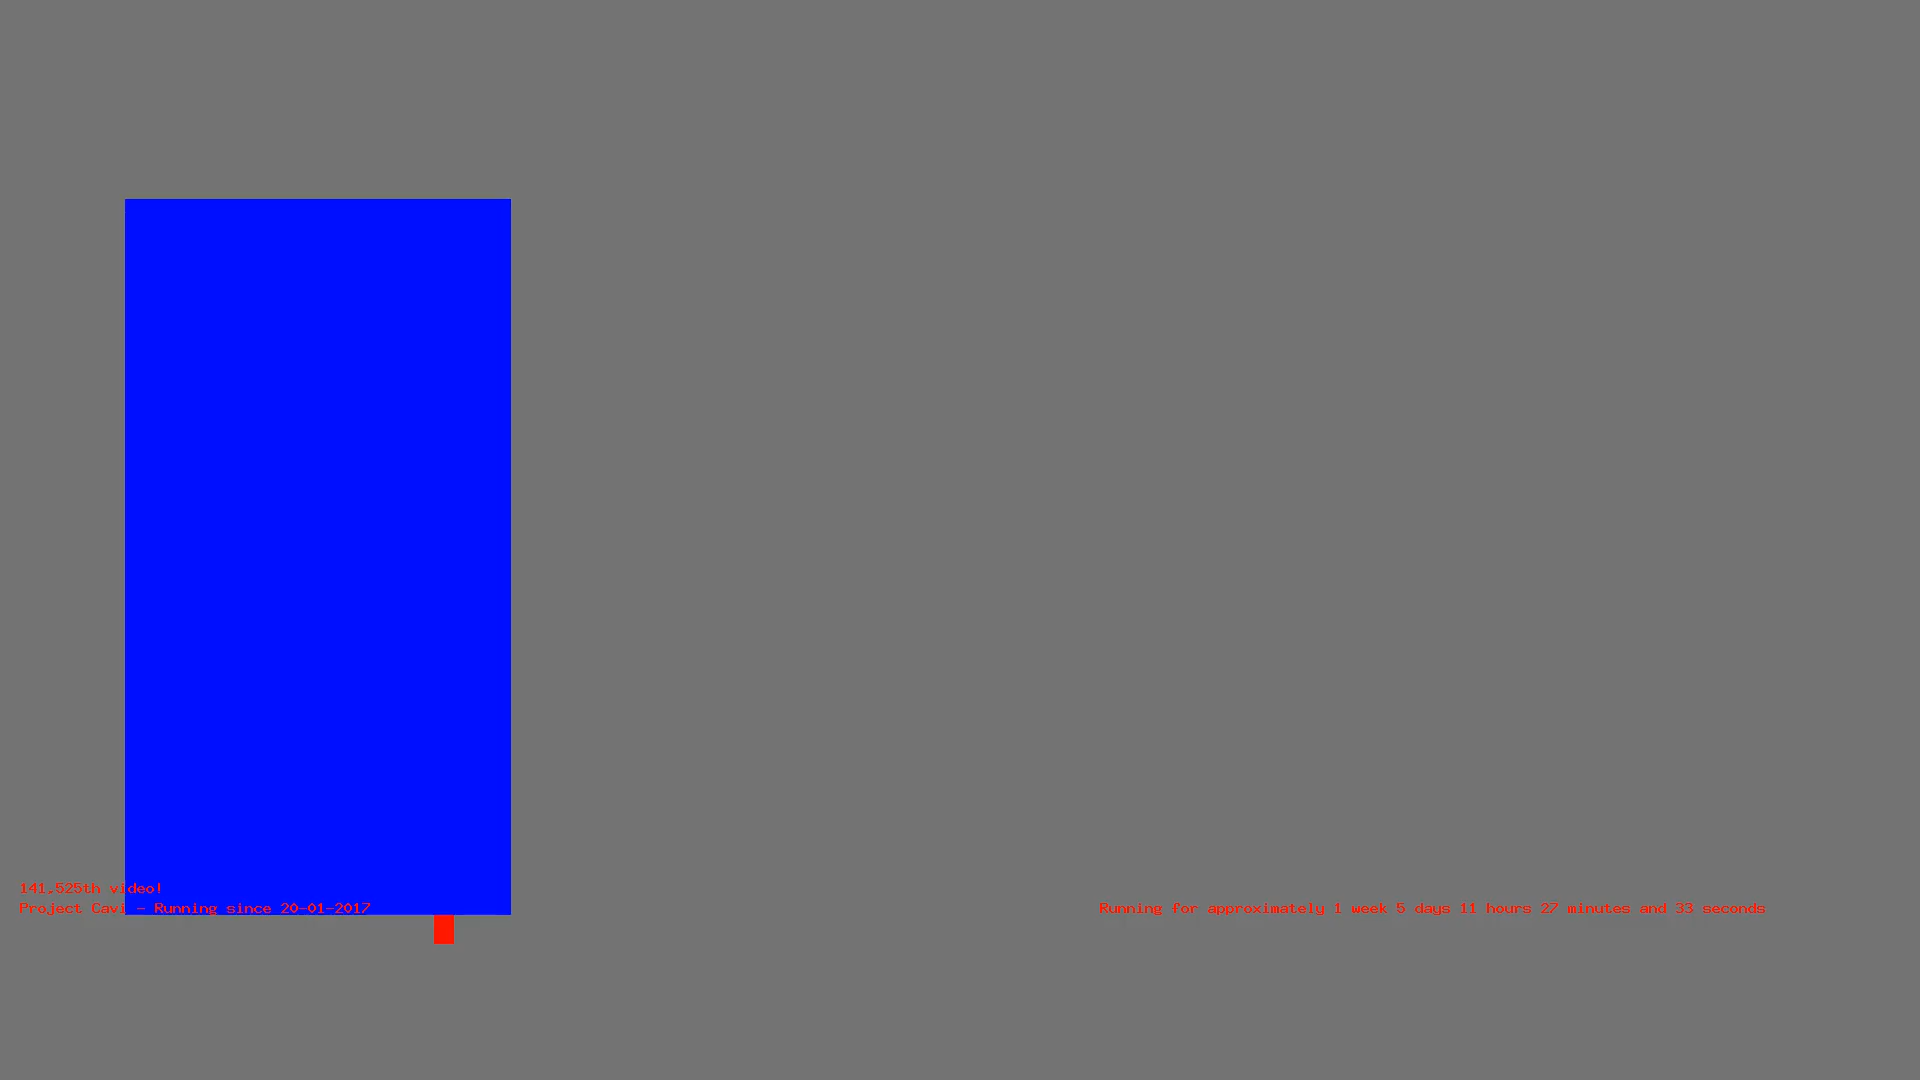 141,525th video!
Project Cavi - Running since 20-01-2017
Running for approximately 1 week 5 days 11 hours 27 minutes and 33 seconds